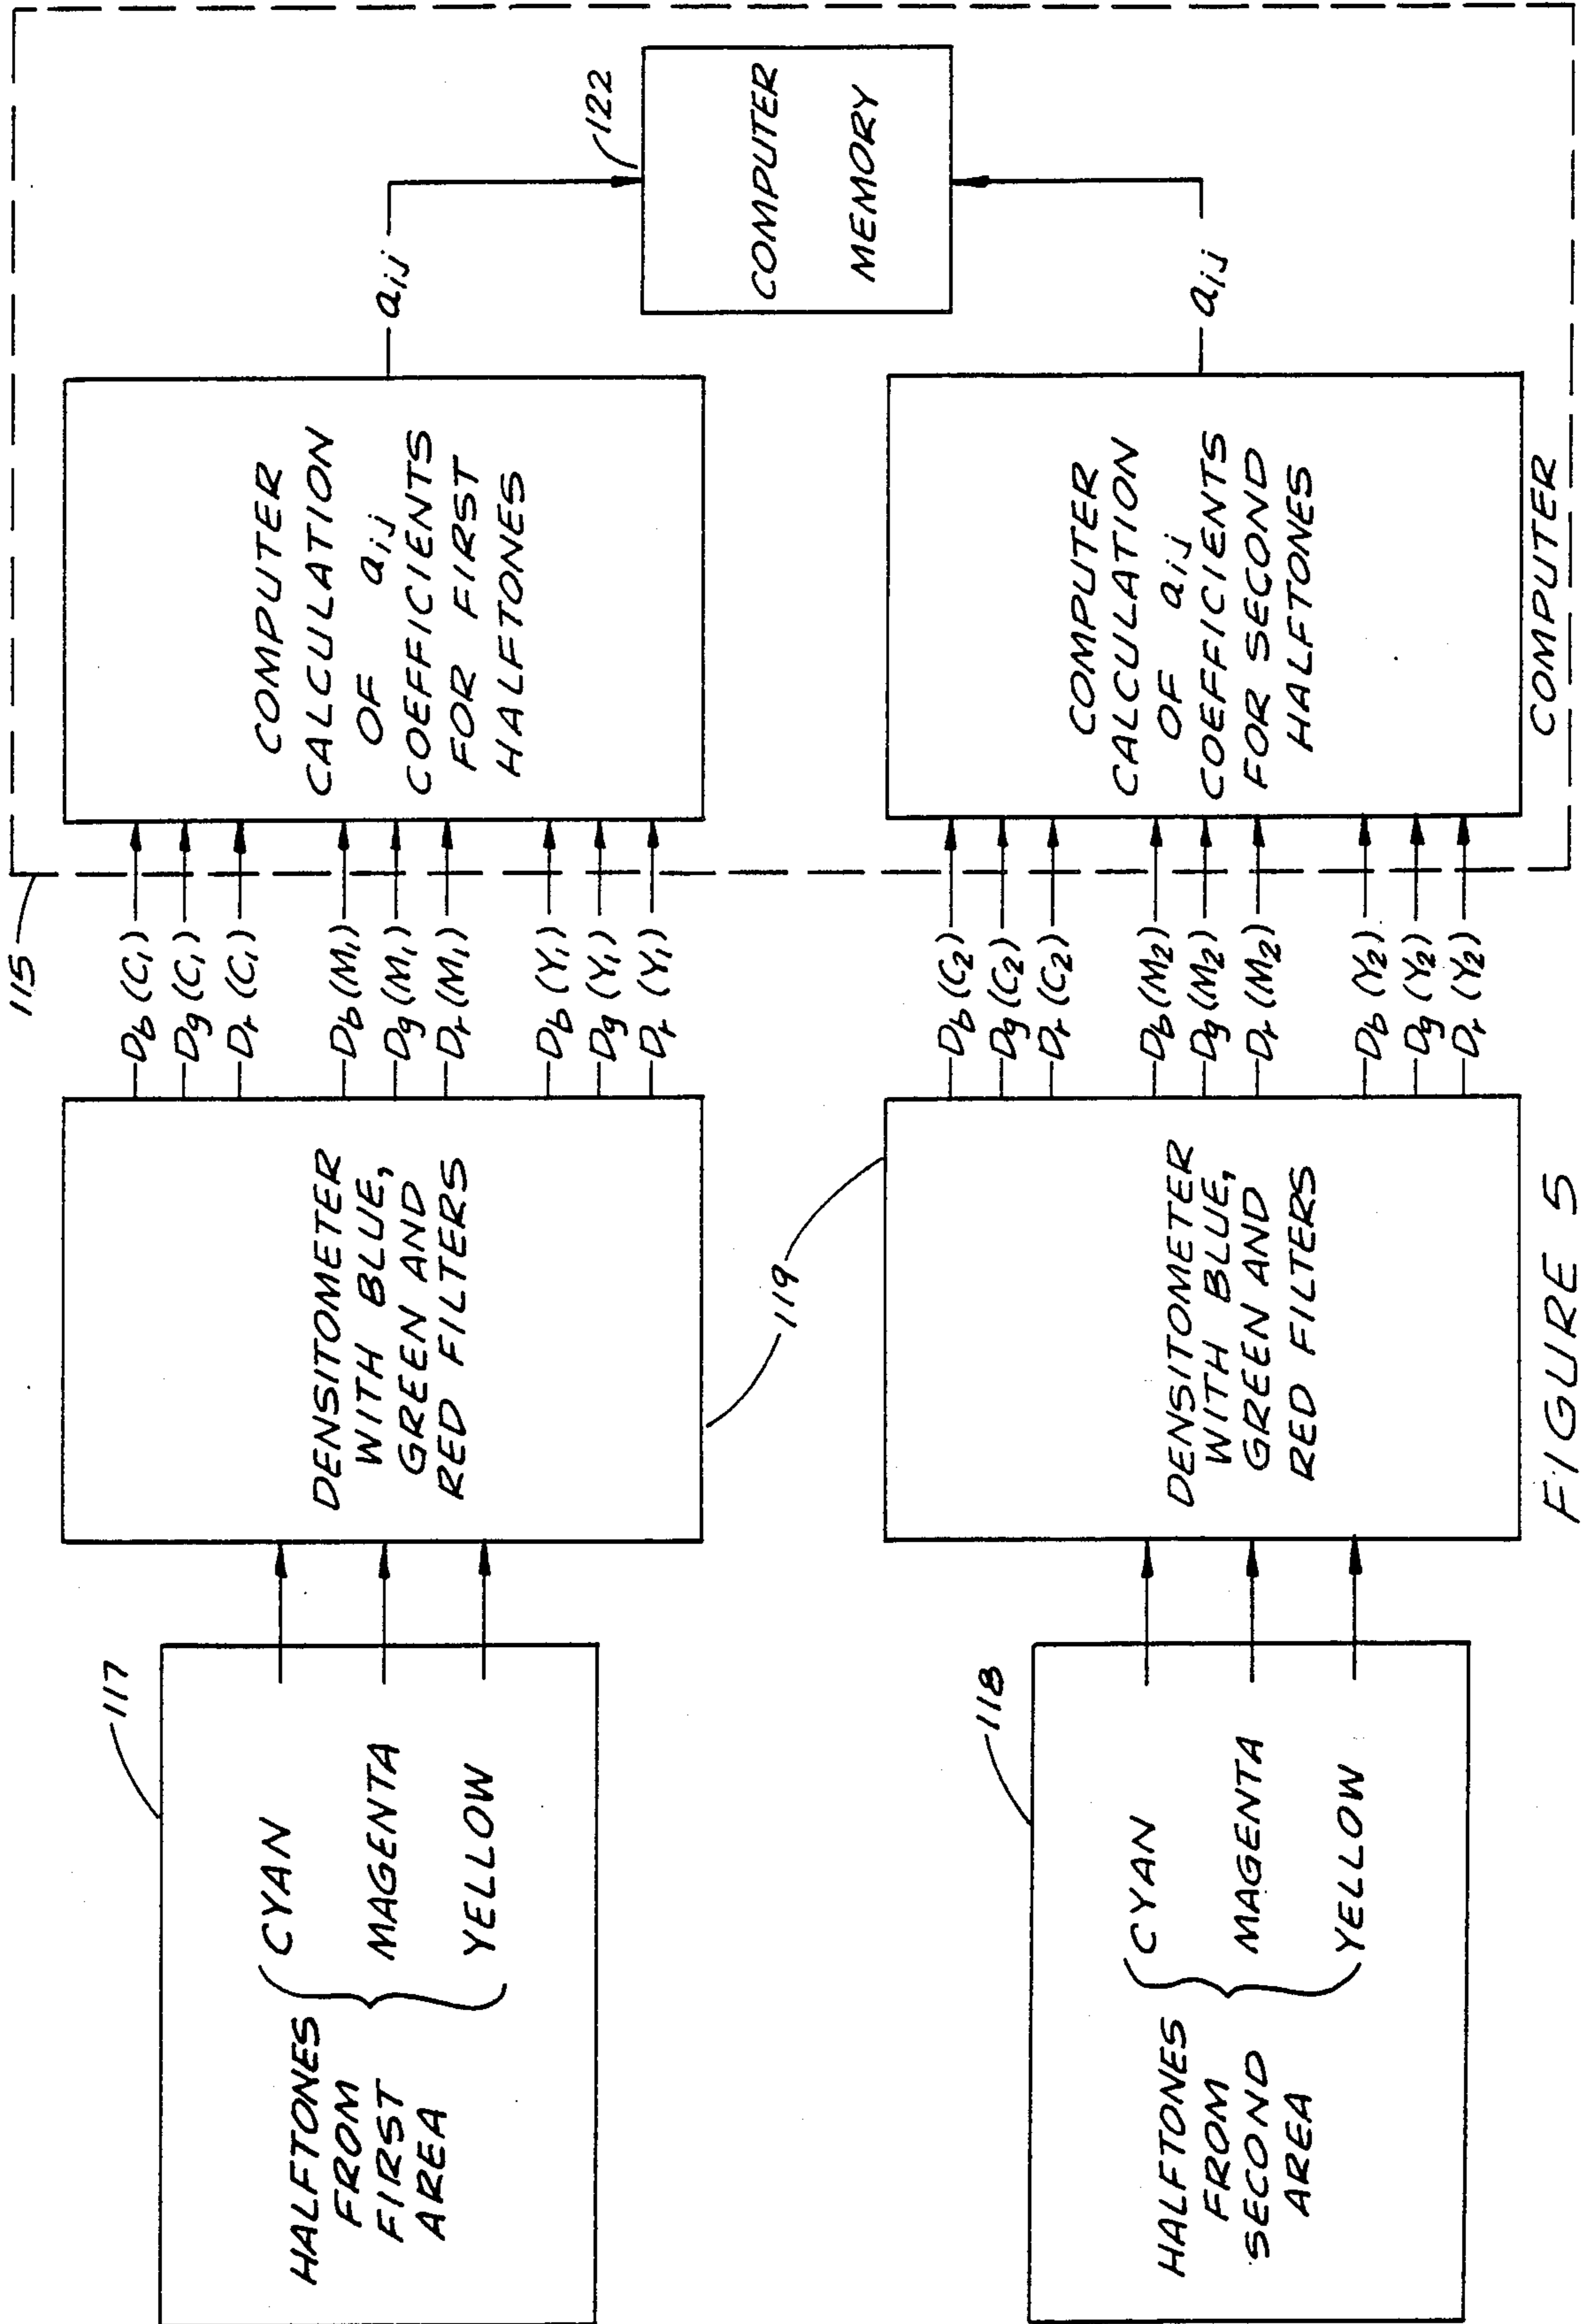 117
HALFTONES
FROM
FIRST
AREA
CYAN
MAGENTA
YELLOW
DENSITOMETER
WITH BLUE,
GREEN AND
RED FILTERS
119
Db (C1)
Dg (C1)
Dr (C1)
Db (M1)
Dg (M1)
Dr (M1)
Db (Y1)
Dg (Y1)
Dr (Y1)
115
COMPUTER
CALCULATION
OF aij
COEFFICIENTS
FOR FIRST
HALFTONES
aij
122
COMPUTER
MEMORY
118
HALFTONES
FROM
SECOND
AREA
CYAN
MAGENTA
YELLOW
DENSITOMETER
WITH BLUE,
GREEN AND
RED FILTERS
Db (C2)
Dg (C2)
Dr (C2)
Db (M2)
Dg (M2)
Dr (M2)
Db (Y2)
Dg (Y2)
Dr (Y2)
COMPUTER
CALCULATION
OF aij
COEFFICIENTS
FOR SECOND
HALFTONES
aij
COMPUTER
FIGURE 5